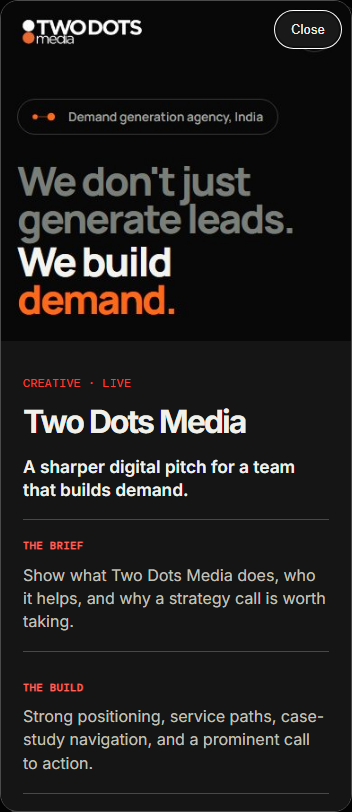 TWO DOTS
media
Close
Demand generation agency, India
We don't just
generate leads.
We build
demand.
CREATIVE · LIVE
Two Dots Media
A sharper digital pitch for a team
that builds demand.
THE BRIEF
Show what Two Dots Media does, who
it helps, and why a strategy call is worth
taking.
THE BUILD
Strong positioning, service paths, case-
study navigation, and a prominent call
to action.